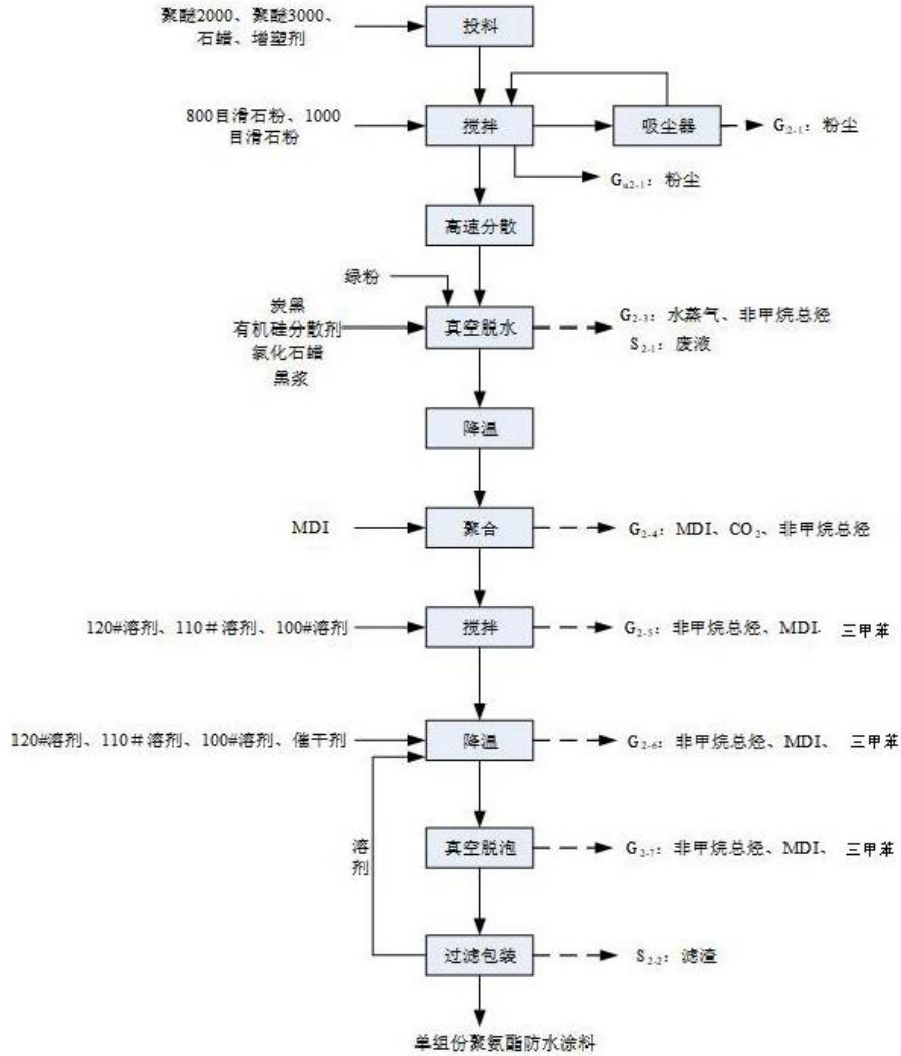 聚醚2000、聚醚3000、
石蜡、增塑剂
投料
800目滑石粉、1000
目滑石粉
搅拌
吸尘器
G₂₋₁：粉尘
Gᵤ₂₋₁：粉尘
高速分散
绿粉
炭黑
有机硅分散剂
氯化石蜡
黑浆
真空脱水
G₂₋₃：水蒸气、非甲烷总烃
S₂₋₁：废液
降温
MDI
聚合
G₂₋₄：MDI、CO₂、非甲烷总烃
120#溶剂、110＃溶剂、100#溶剂
搅拌
G₂₋₅：非甲烷总烃、MDI. 三甲苯
120#溶剂、110＃溶剂、100#溶剂、催干剂
降温
G₂₋₆：非甲烷总烃、MDI、 三甲苯
溶剂
真空脱泡
G₂₋₇：非甲烷总烃、MDI、 三甲苯
过滤包装
S₂₋₂：滤渣
单组份聚氨酯防水涂料